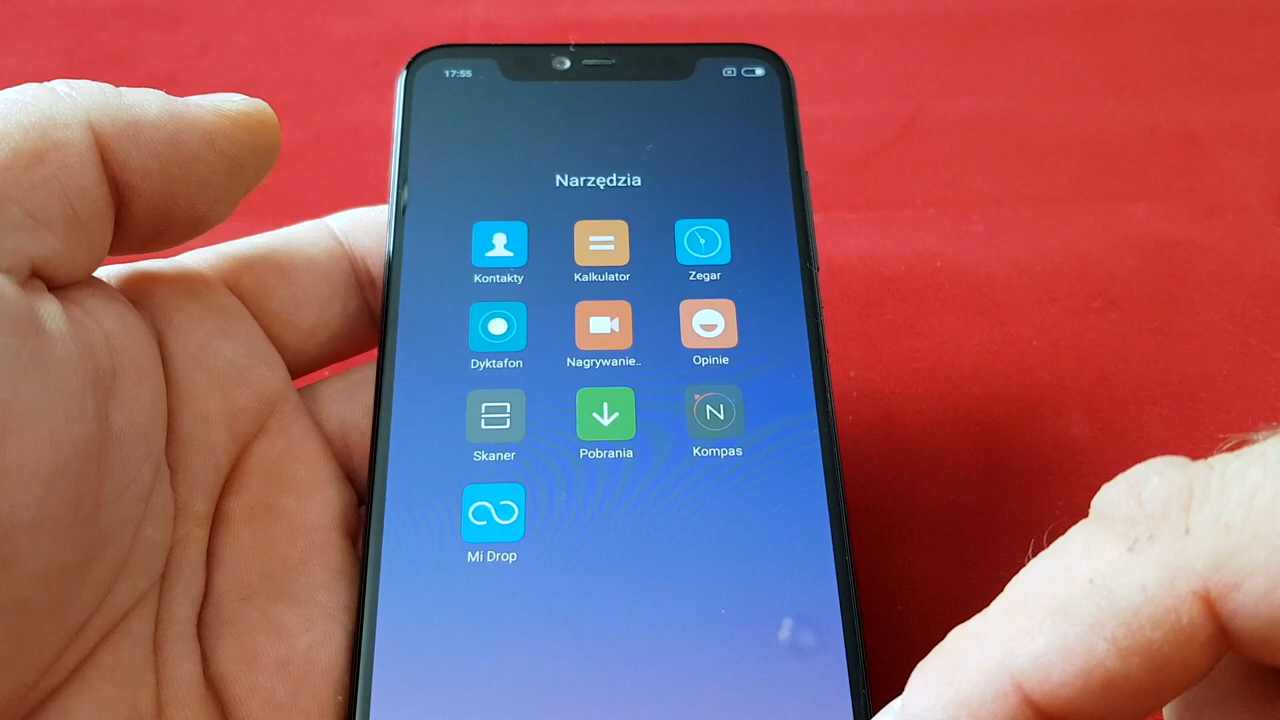 17:55
Narzędzia
Kontakty
Kalkulator
Zegar
Dyktafon
Nagrywanie..
Opinie
Skaner
Pobrania
N
Kompas
Mi Drop